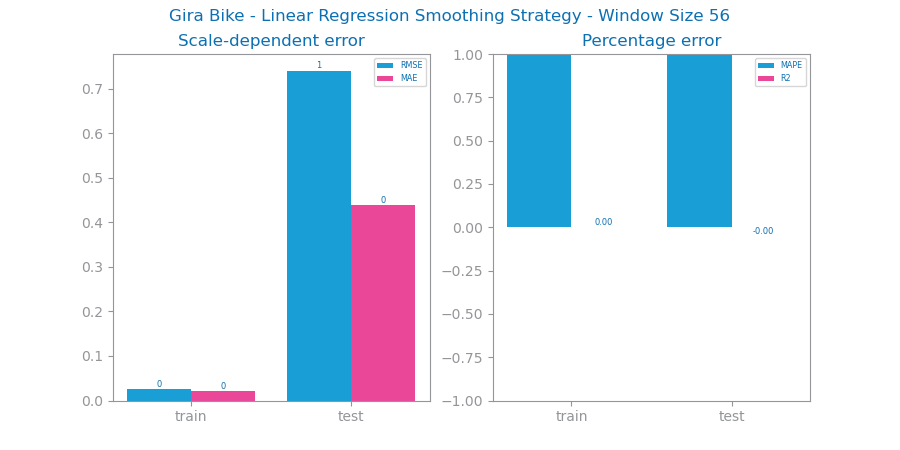 Gira Bike - Linear Regression Smoothing Strategy - Window Size 56
Scale-dependent error
0.7
0.6
0.5
0.4
0.3
0.2
0.1
0.0
RMSE
MAE
0
0
1
0
train
test
Percentage error
1.00
0.75
0.50
0.25
0.00
−0.25
−0.50
−0.75
−1.00
MAPE
R2
0.00
-0.00
train
test